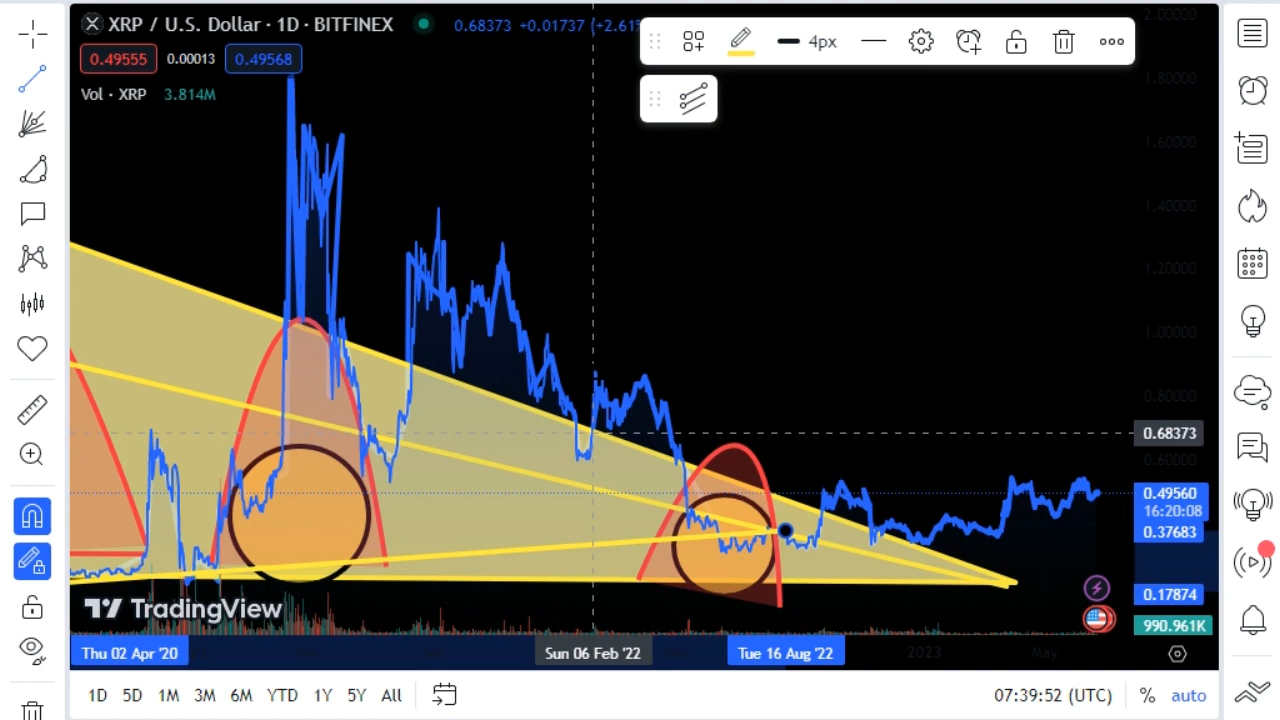 XRP / U.S. Dollar · 1D · BITFINEX
0.68373 +0.01737 (+2.61%
0.49555 0.00013 0.49568
Vol · XRP 3.814M
4px
2.00000
1.80000
1.60000
1.40000
1.20000
1.00000
0.80000
0.68373
0.60000
0.49560
16:20:08
0.37683
0.17874
990.961K
TradingView
Thu 02 Apr '20
Sun 06 Feb '22
Tue 16 Aug '22
2023
May
1D 5D 1M 3M 6M YTD 1Y 5Y All
07:39:52 (UTC) % auto